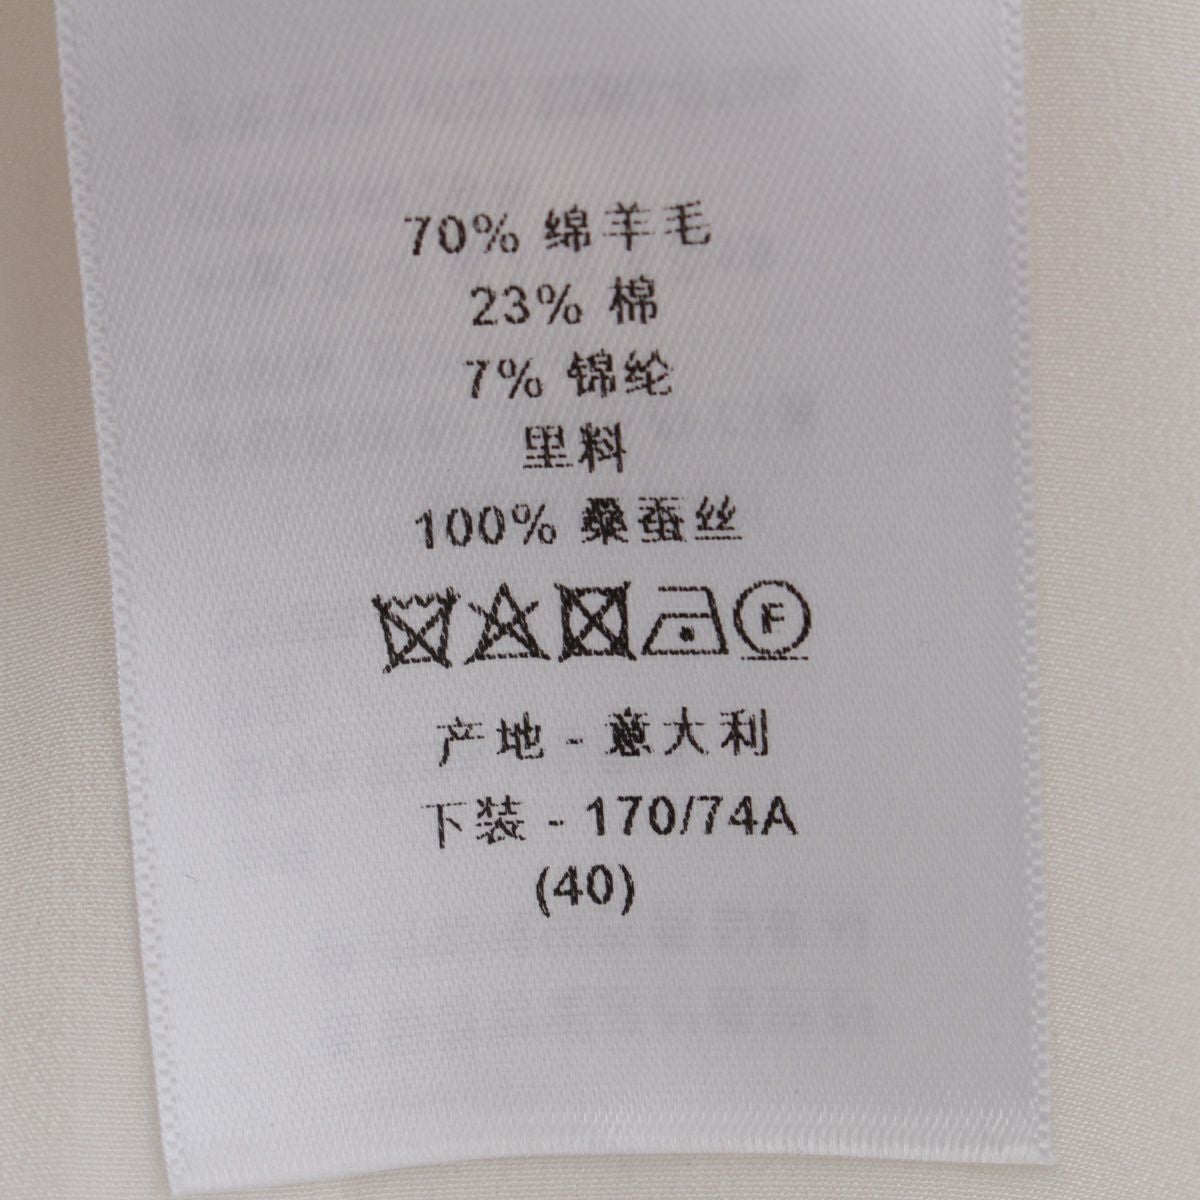 70% 绵羊毛
23% 棉
7% 锦纶
里料
100% 桑蚕丝
F
产地 - 意大利
下装 - 170/74A
(40)